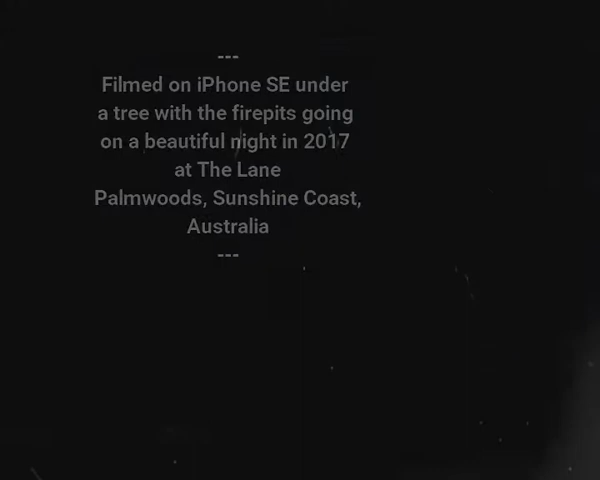 ---
Filmed on iPhone SE under
a tree with the firepits going
on a beautiful night in 2017
at The Lane
Palmwoods, Sunshine Coast,
Australia
---